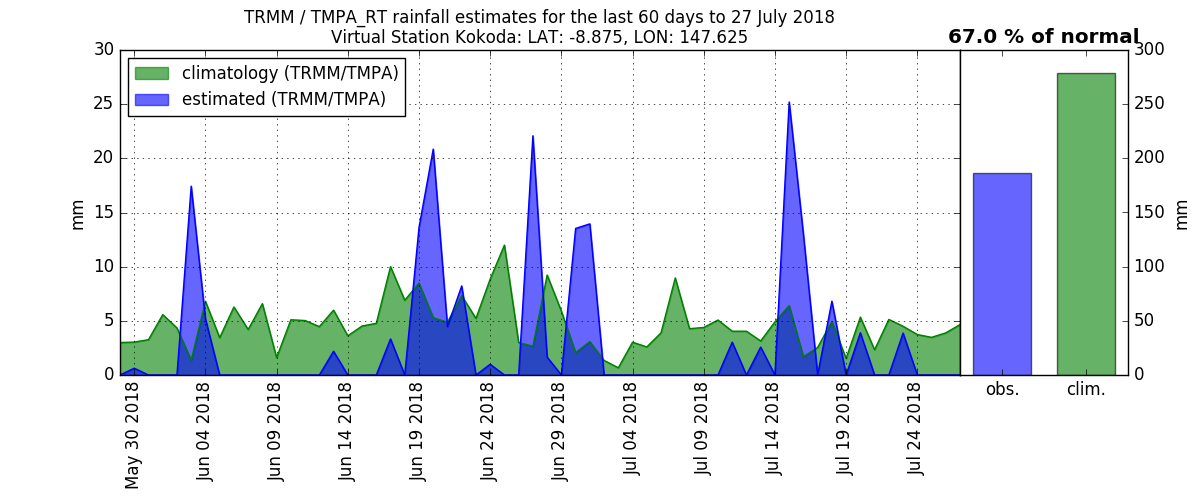 TRMM / TMPA_RT rainfall estimates for the last 60 days to 27 July 2018
Virtual Station Kokoda: LAT: -8.875, LON: 147.625
67.0 % of normal
climatology (TRMM/TMPA)
estimated (TRMM/TMPA)
30
25
20
15
10
5
0
mm
May 30 2018
Jun 04 2018
Jun 09 2018
Jun 14 2018
Jun 19 2018
Jun 24 2018
Jun 29 2018
Jul 04 2018
Jul 09 2018
Jul 14 2018
Jul 19 2018
Jul 24 2018
300
250
200
150
100
50
0
mm
obs.
clim.